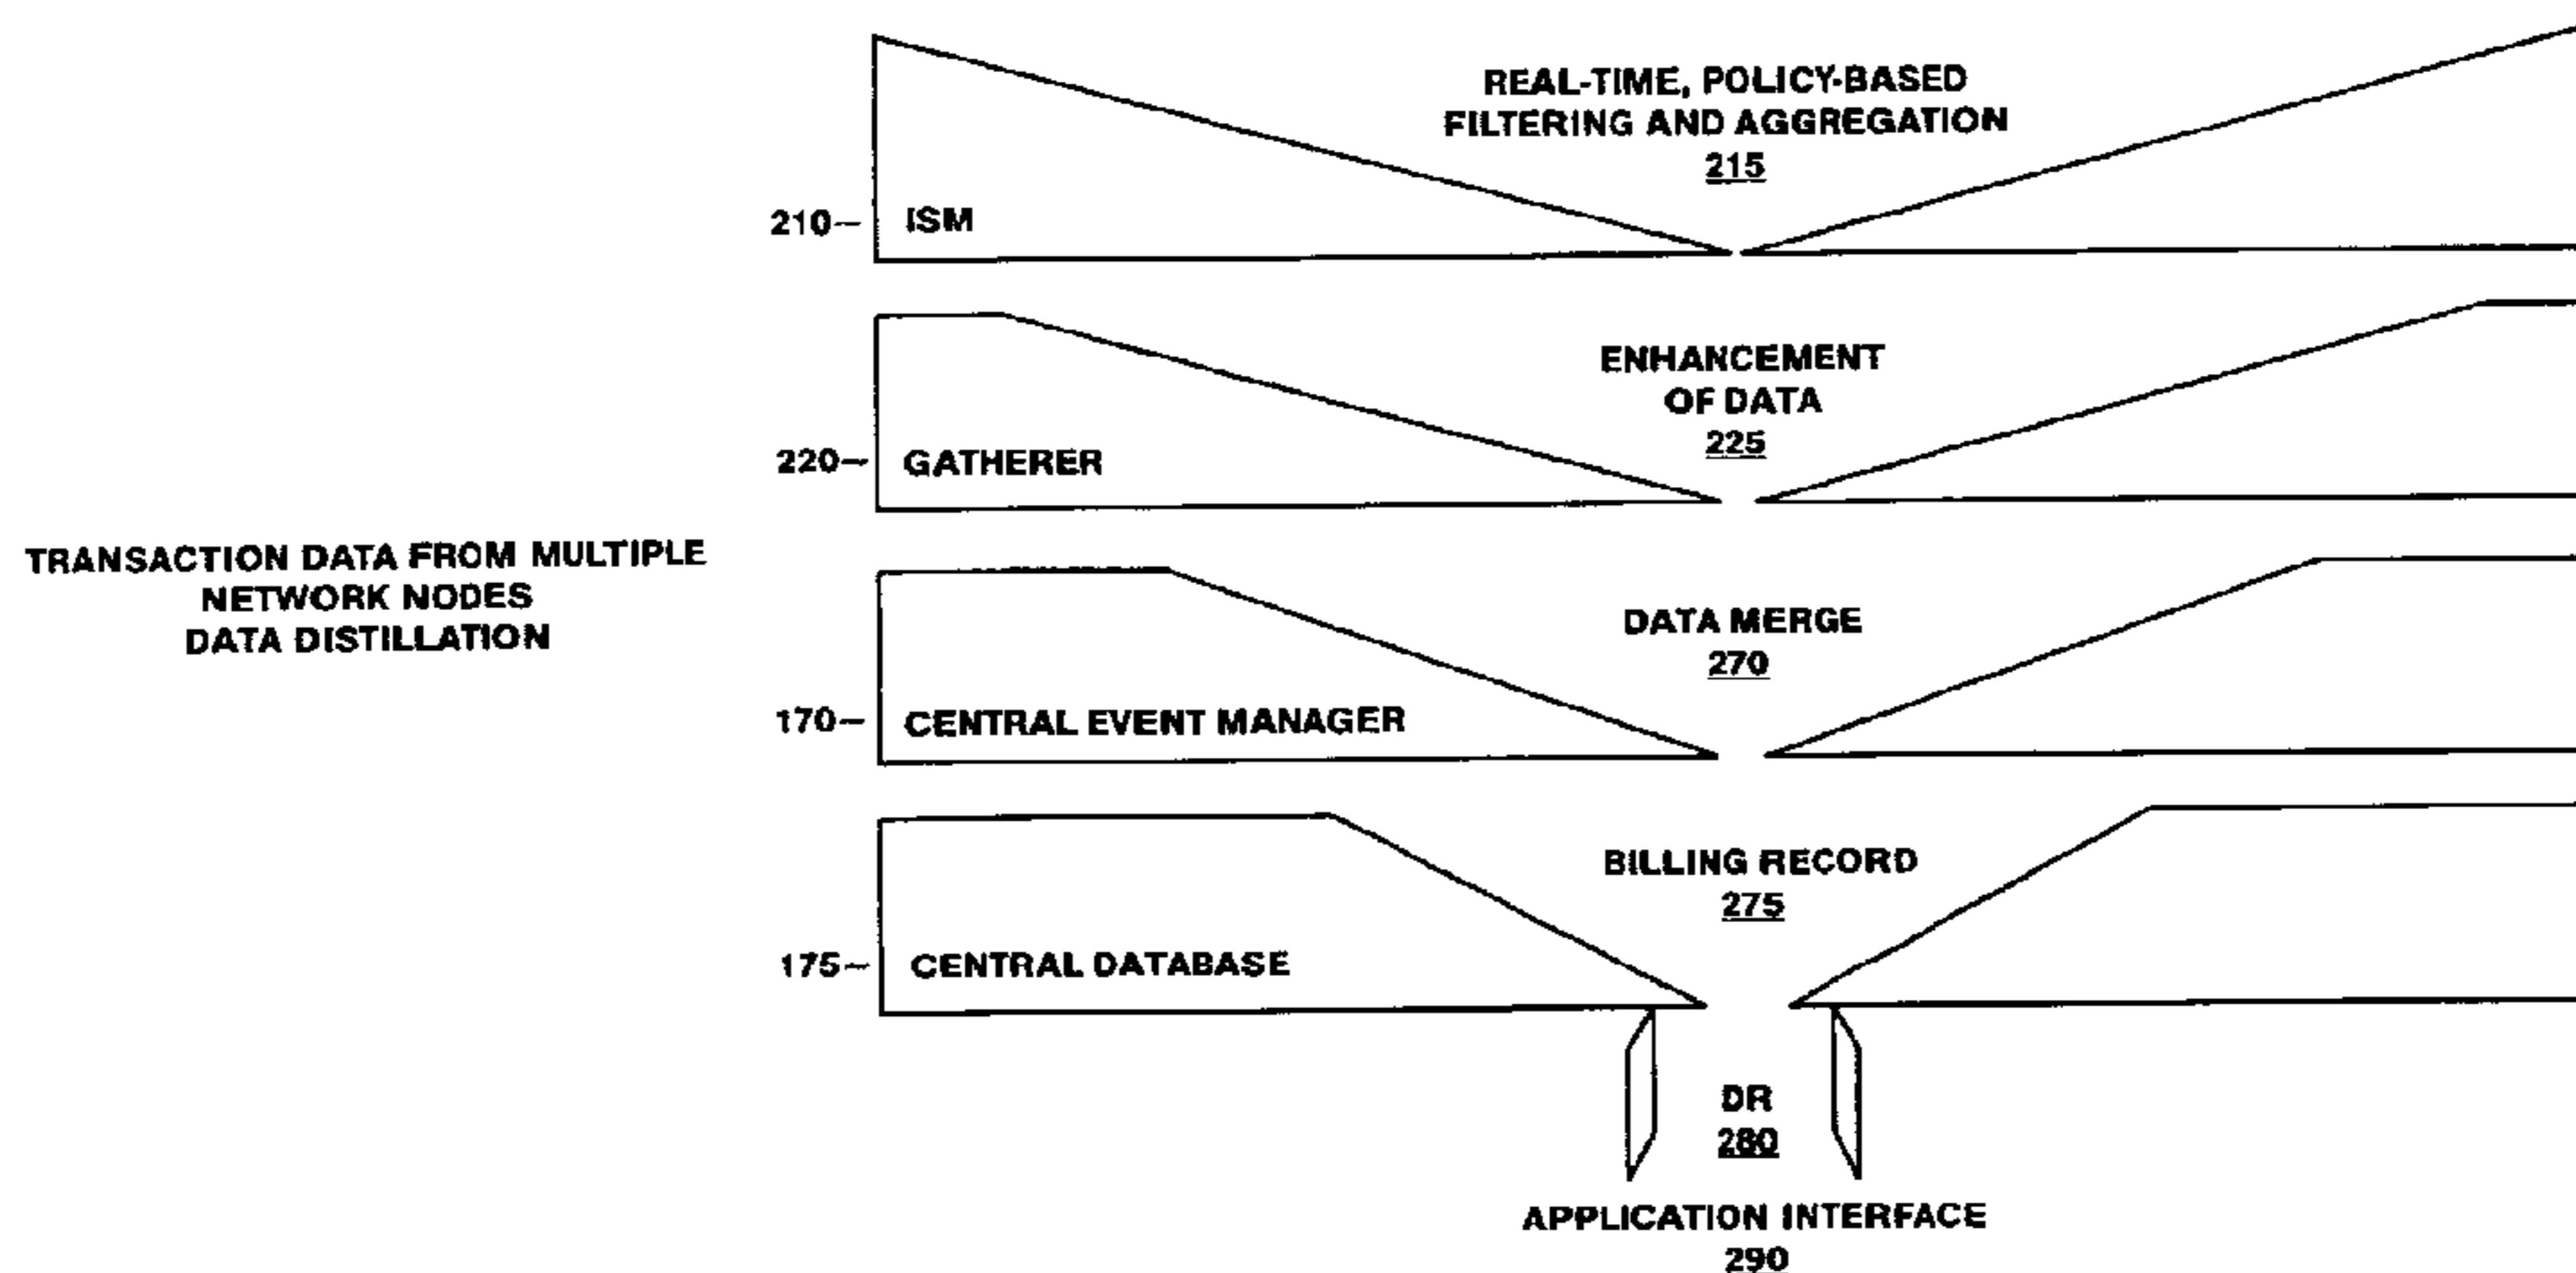 REAL-TIME, POLICY-BASED
FILTERING AND AGGREGATION
215
210
ISM
ENHANCEMENT
OF DATA
225
220
GATHERER
TRANSACTION DATA FROM MULTIPLE
NETWORK NODES
DATA DISTILLATION
DATA MERGE
270
170
CENTRAL EVENT MANAGER
BILLING RECORD
275
175
CENTRAL DATABASE
DR
280
APPLICATION INTERFACE
290